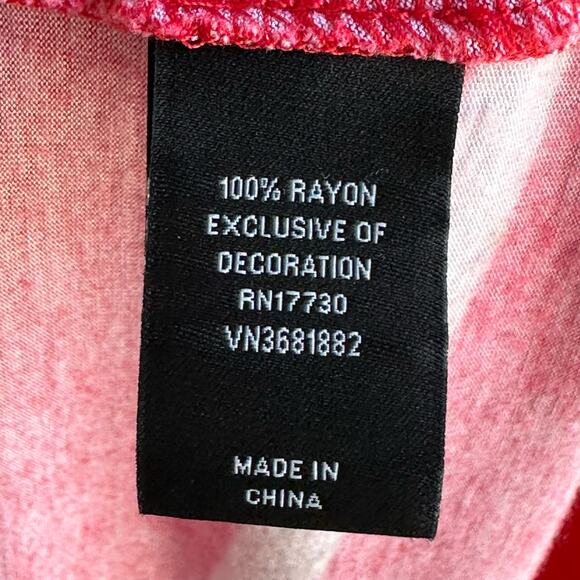 100% RAYON
EXCLUSIVE OF
DECORATION
RN17730
VN3681882
MADE IN
CHINA